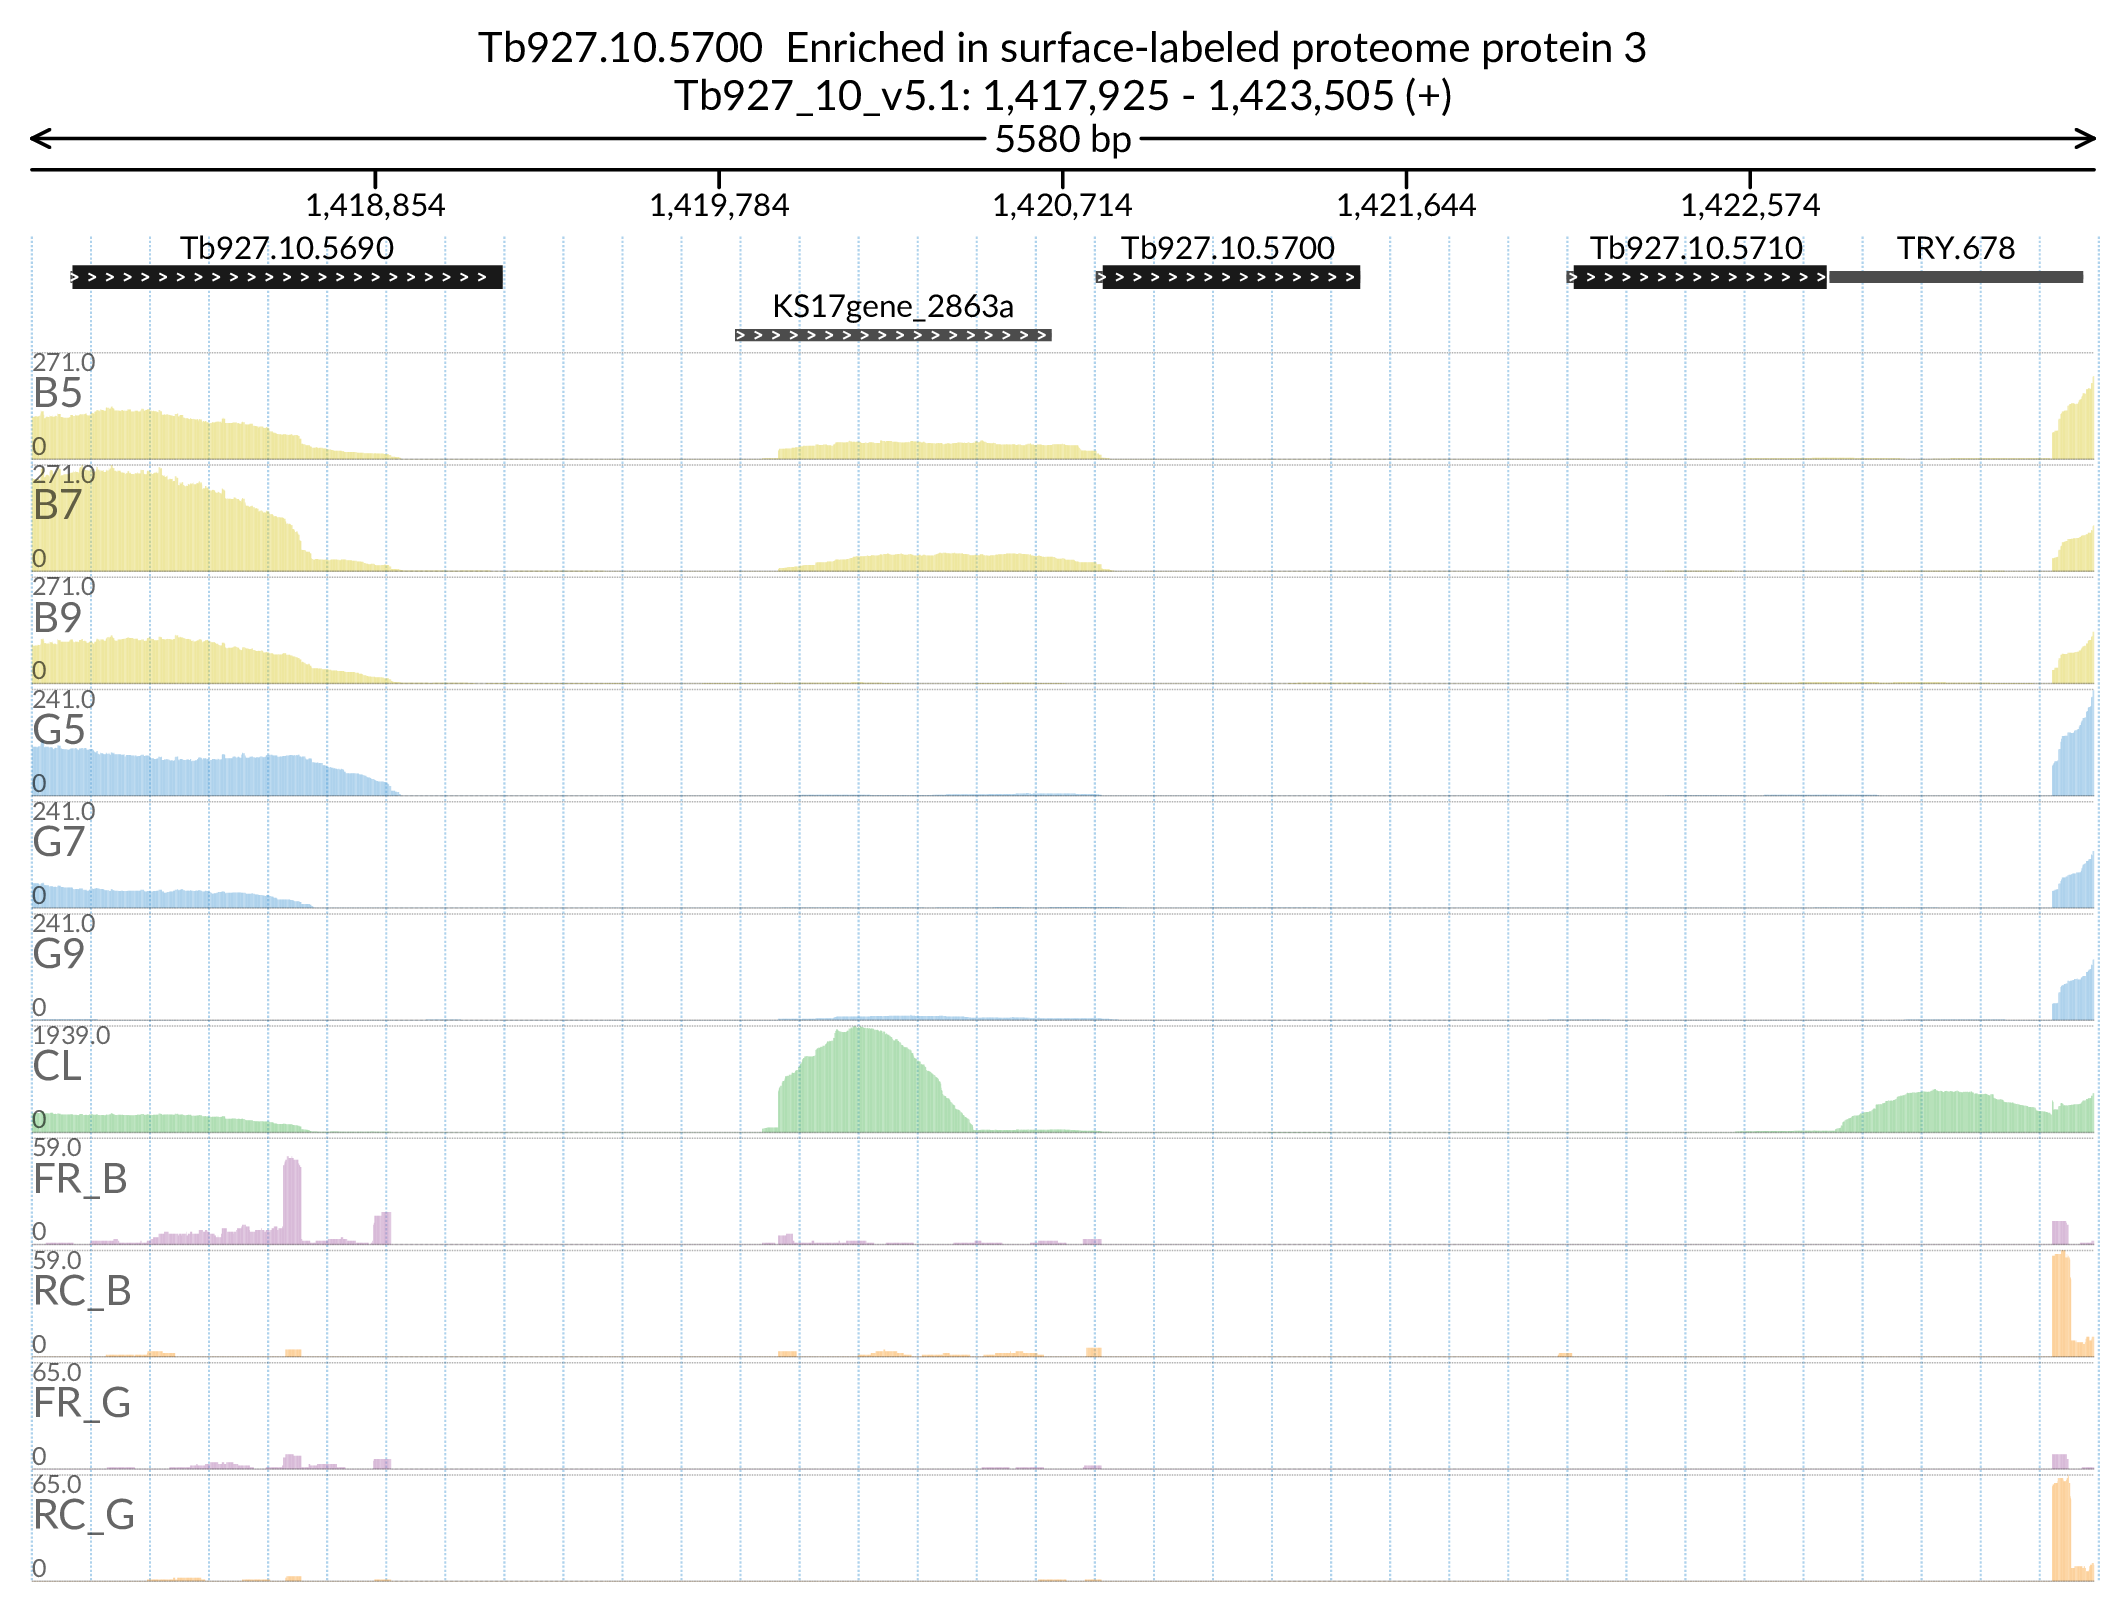 Tb927.10.5700  Enriched in surface-labeled proteome protein 3
Tb927_10_v5.1: 1,417,925 - 1,423,505 (+)
5580 bp
1,418,854 1,419,784 1,420,714 1,421,644 1,422,574
Tb927.10.5690 Tb927.10.5700 Tb927.10.5710 TRY.678
KS17gene_2863a
271.0
B5
0
271.0
B7
0
271.0
B9
0
241.0
G5
0
241.0
G7
0
241.0
G9
0
1939.0
CL
0
59.0
FR_B
0
59.0
RC_B
0
65.0
FR_G
0
65.0
RC_G
0